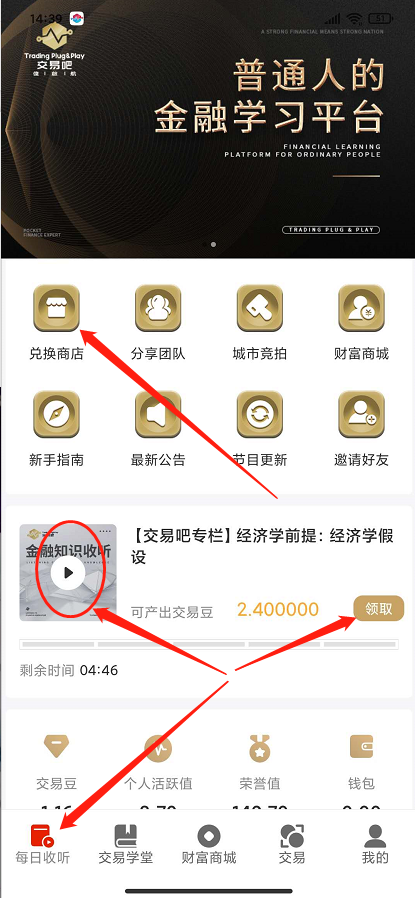 14:39
51
Trading Plug&Play
交易吧
A STRONG FINANCIAL MEANS STRONG NATION
普通人的
金融学习平台
FINANCIAL LEARNING
PLATFORM FOR ORDINARY PEOPLE
POCKET
FINANCE EXPERT
TRADING PLUG & PLAY
兑换商店 分享团队 城市竞拍 财富商城
新手指南 最新公告 节目更新 邀请好友
金融知识收听
【交易吧专栏】经济学前提：经济学假
设
可产出交易豆 2.400000 领取
剩余时间 04:46
交易豆 个人活跃值 荣誉值 钱包
每日收听 交易学堂 财富商城 交易 我的